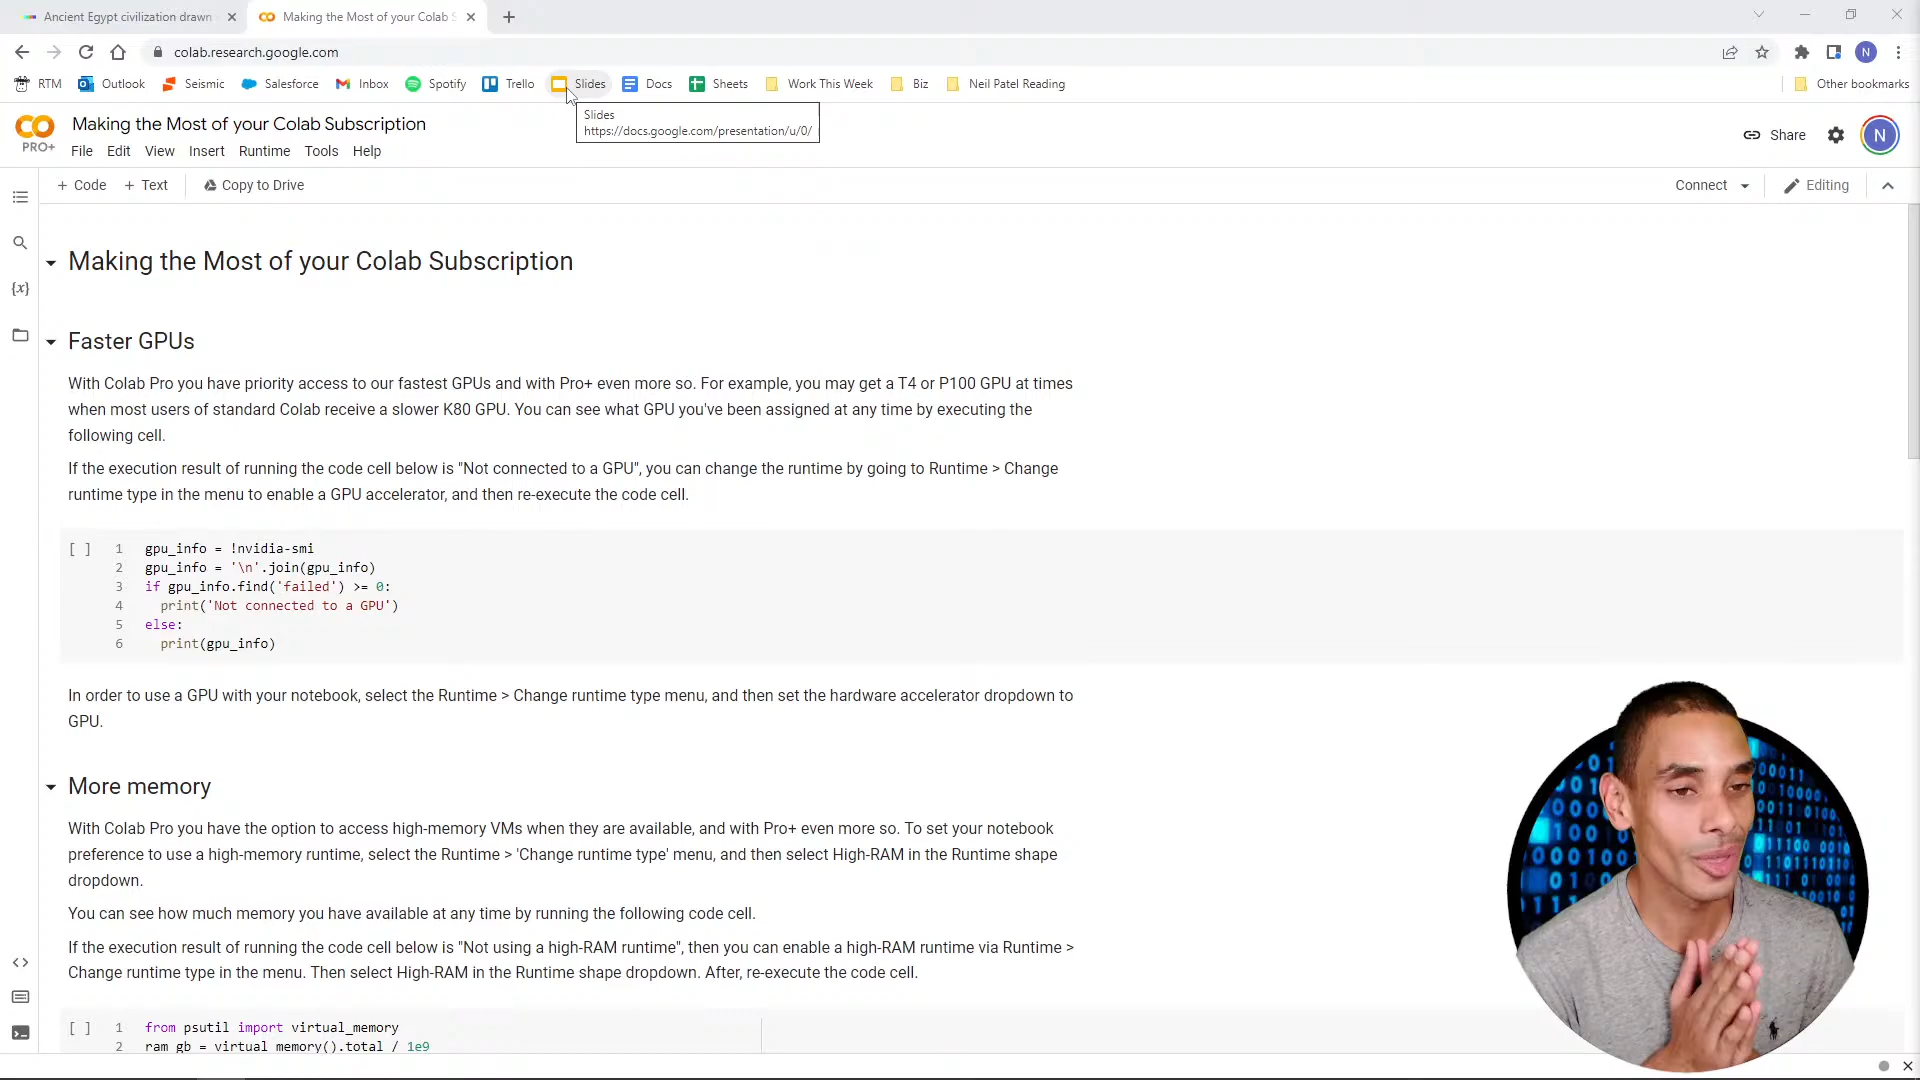 Ancient Egypt civilization drawn
Making the Most of your Colab S
colab.research.google.com
N
RTM Outlook Seismic Salesforce Inbox Spotify Trello Slides Docs Sheets Work This Week Biz Neil Patel Reading Other bookmarks
Slides
https://docs.google.com/presentation/u/0/
CO
PRO+
Making the Most of your Colab Subscription
File Edit View Insert Runtime Tools Help
Share
N
+ Code + Text Copy to Drive
Connect Editing
{x}
Making the Most of your Colab Subscription
Faster GPUs
With Colab Pro you have priority access to our fastest GPUs and with Pro+ even more so. For example, you may get a T4 or P100 GPU at times
when most users of standard Colab receive a slower K80 GPU. You can see what GPU you've been assigned at any time by executing the
following cell.
If the execution result of running the code cell below is "Not connected to a GPU", you can change the runtime by going to Runtime > Change
runtime type in the menu to enable a GPU accelerator, and then re-execute the code cell.
[ ] 1 gpu_info = !nvidia-smi
2 gpu_info = '\n'.join(gpu_info)
3 if gpu_info.find('failed') >= 0:
4 print('Not connected to a GPU')
5 else:
6 print(gpu_info)
In order to use a GPU with your notebook, select the Runtime > Change runtime type menu, and then set the hardware accelerator dropdown to
GPU.
More memory
With Colab Pro you have the option to access high-memory VMs when they are available, and with Pro+ even more so. To set your notebook
preference to use a high-memory runtime, select the Runtime > 'Change runtime type' menu, and then select High-RAM in the Runtime shape
dropdown.
You can see how much memory you have available at any time by running the following code cell.
If the execution result of running the code cell below is "Not using a high-RAM runtime", then you can enable a high-RAM runtime via Runtime >
Change runtime type in the menu. Then select High-RAM in the Runtime shape dropdown. After, re-execute the code cell.
[ ] 1 from psutil import virtual_memory
2 ram_gb = virtual_memory().total / 1e9